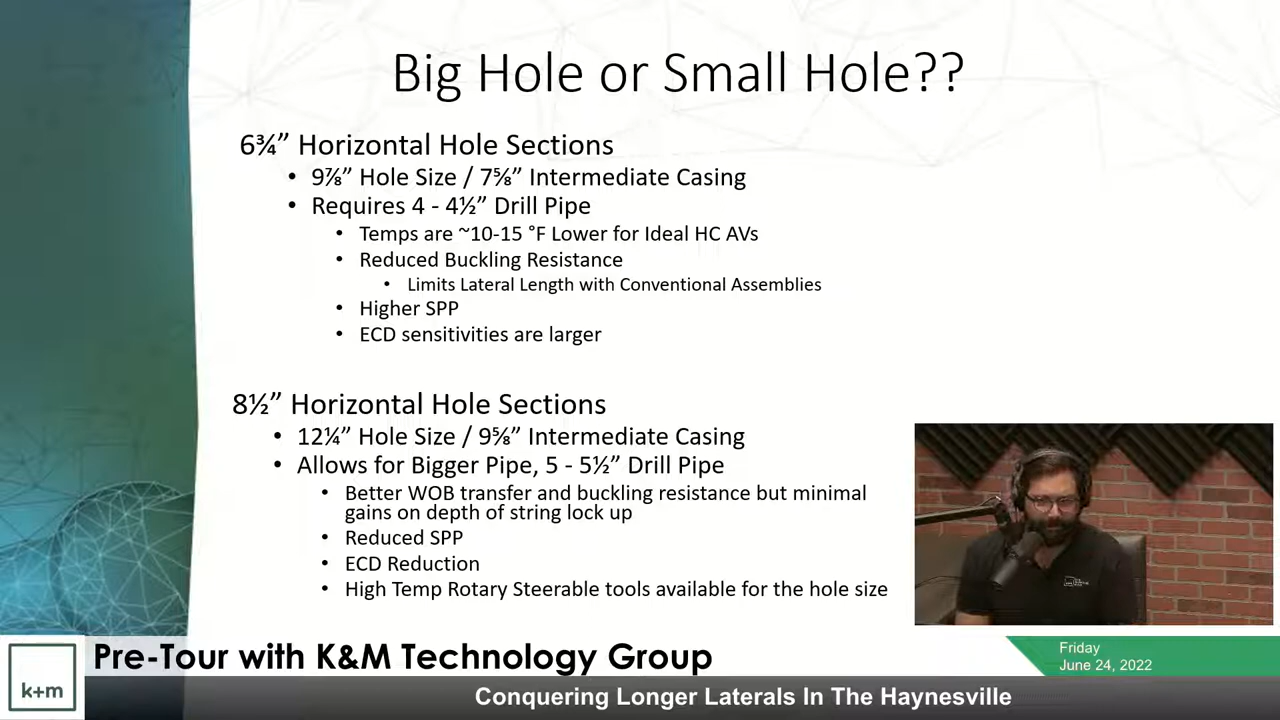 Big Hole or Small Hole??
6¾” Horizontal Hole Sections
• 9⅞” Hole Size / 7⅝” Intermediate Casing
• Requires 4 - 4½” Drill Pipe
• Temps are ~10-15 °F Lower for Ideal HC AVs
• Reduced Buckling Resistance
• Limits Lateral Length with Conventional Assemblies
• Higher SPP
• ECD sensitivities are larger
8½” Horizontal Hole Sections
• 12¼” Hole Size / 9⅝” Intermediate Casing
• Allows for Bigger Pipe, 5 - 5½” Drill Pipe
• Better WOB transfer and buckling resistance but minimal
gains on depth of string lock up
• Reduced SPP
• ECD Reduction
• High Temp Rotary Steerable tools available for the hole size
k+m
Pre-Tour with K&M Technology Group
Friday
June 24, 2022
Conquering Longer Laterals In The Haynesville